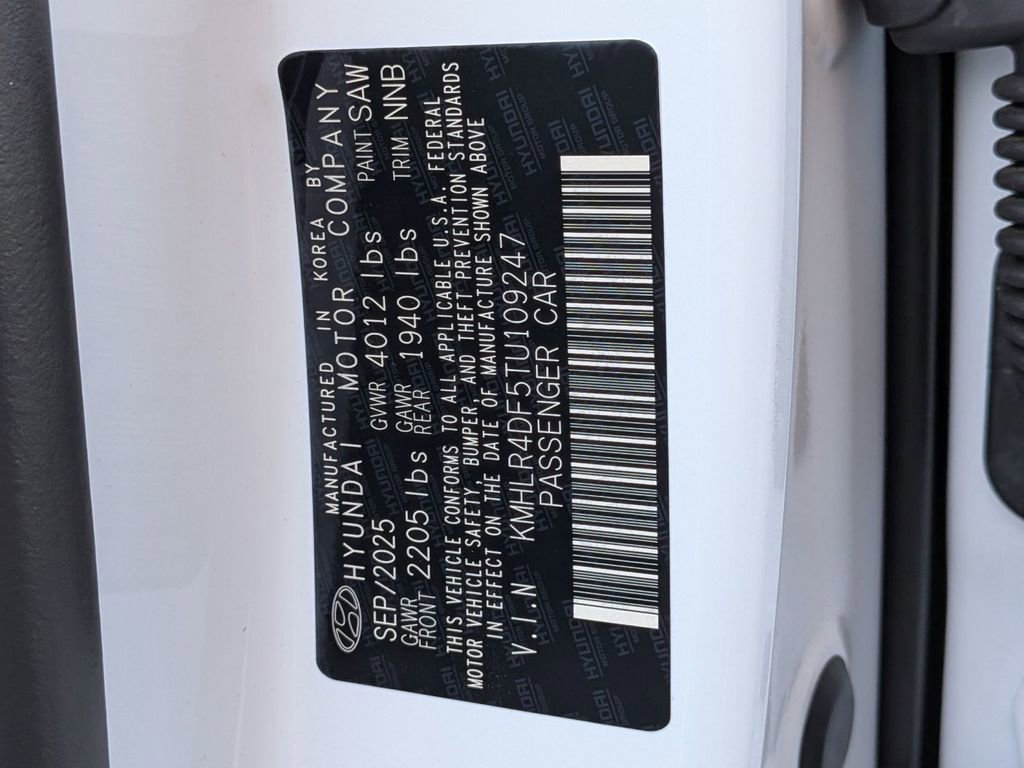 MANUFACTURED IN KOREA BY
HYUNDAI MOTOR COMPANY
SEP/2025 GVWR 4012 lbs PAINT SAW
GAWR FRONT 2205 lbs GAWR REAR 1940 lbs TRIM NNB
THIS VEHICLE CONFORMS TO ALL APPLICABLE U.S.A. FEDERAL
MOTOR VEHICLE SAFETY, BUMPER, AND THEFT PREVENTION STANDARDS
IN EFFECT ON THE DATE OF MANUFACTURE SHOWN ABOVE
V.I.N KMHLR4DF5TU109247
PASSENGER CAR